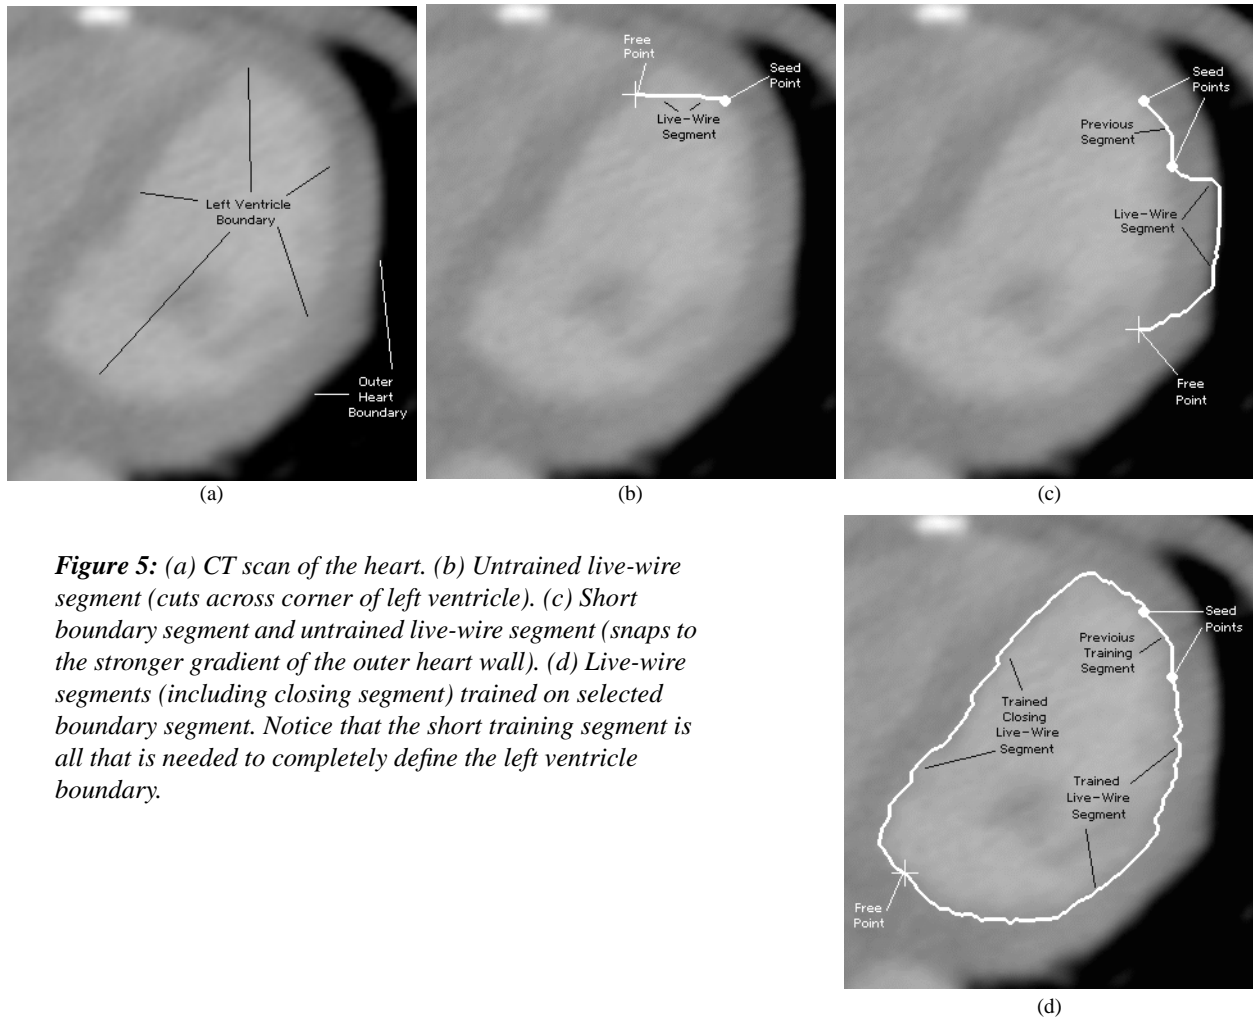 Left Ventricle
Boundary
Outer
Heart
Boundary
(a)
Free
Point
Seed
Point
Live-Wire
Segment
(b)
Seed
Points
Previous
Segment
Live-Wire
Segment
Free
Point
(c)
Figure 5: (a) CT scan of the heart. (b) Untrained live-wire
segment (cuts across corner of left ventricle). (c) Short
boundary segment and untrained live-wire segment (snaps to
the stronger gradient of the outer heart wall). (d) Live-wire
segments (including closing segment) trained on selected
boundary segment. Notice that the short training segment is
all that is needed to completely define the left ventricle
boundary.
Seed
Points
Previous
Training
Segment
Trained
Closing
Live-Wire
Segment
Trained
Live-Wire
Segment
Free
Point
(d)